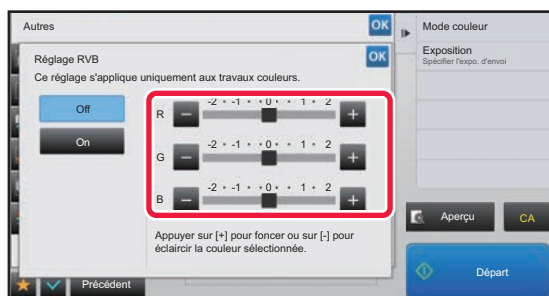 Autres
OK
Mode couleur
Exposition
Spécifier l'expo. d'envoi
Réglage RVB
OK
Ce réglage s'applique uniquement aux travaux couleurs.
Off
On
-2 • -1 • • 0 • • 1 • 2
R - +
-2 • -1 • • 0 • • 1 • 2
G - +
-2 • -1 • • 0 • • 1 • 2
B - +
Appuyer sur [+] pour foncer ou sur [-] pour
éclaircir la couleur sélectionnée.
Aperçu
CA
Départ
Précédent